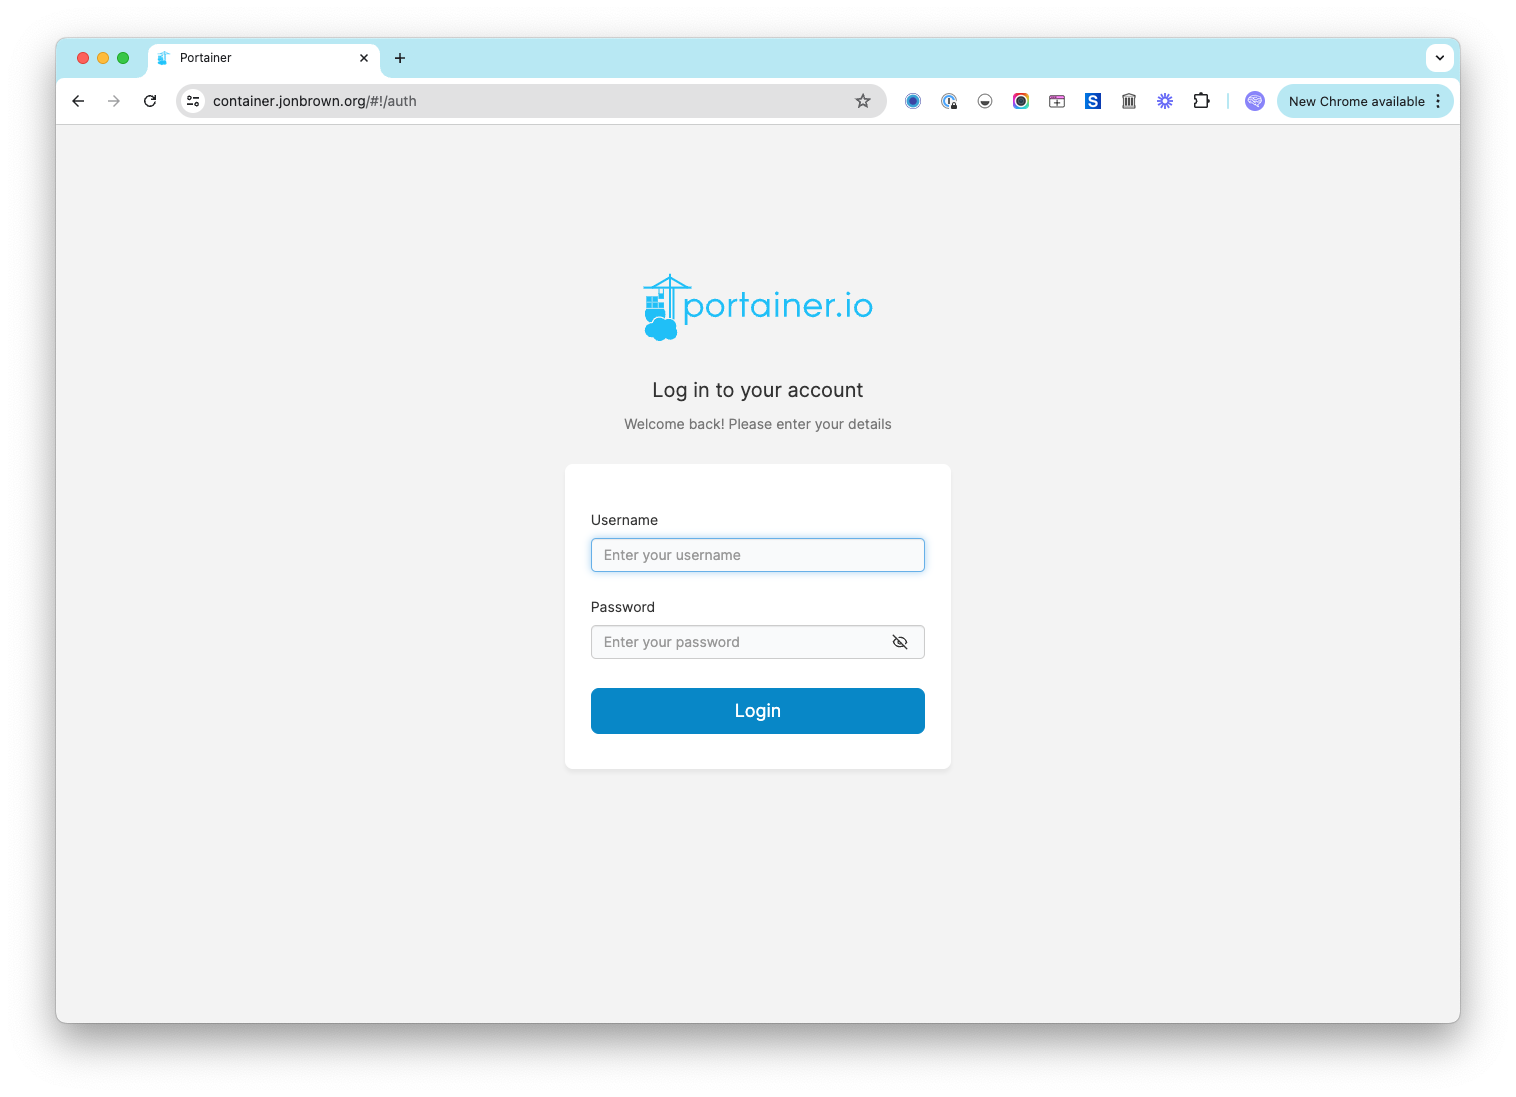 Portainer
container.jonbrown.org/#!/auth
S
New Chrome available
portainer.io
Log in to your account
Welcome back! Please enter your details
Username
Enter your username
Password
Enter your password
Login